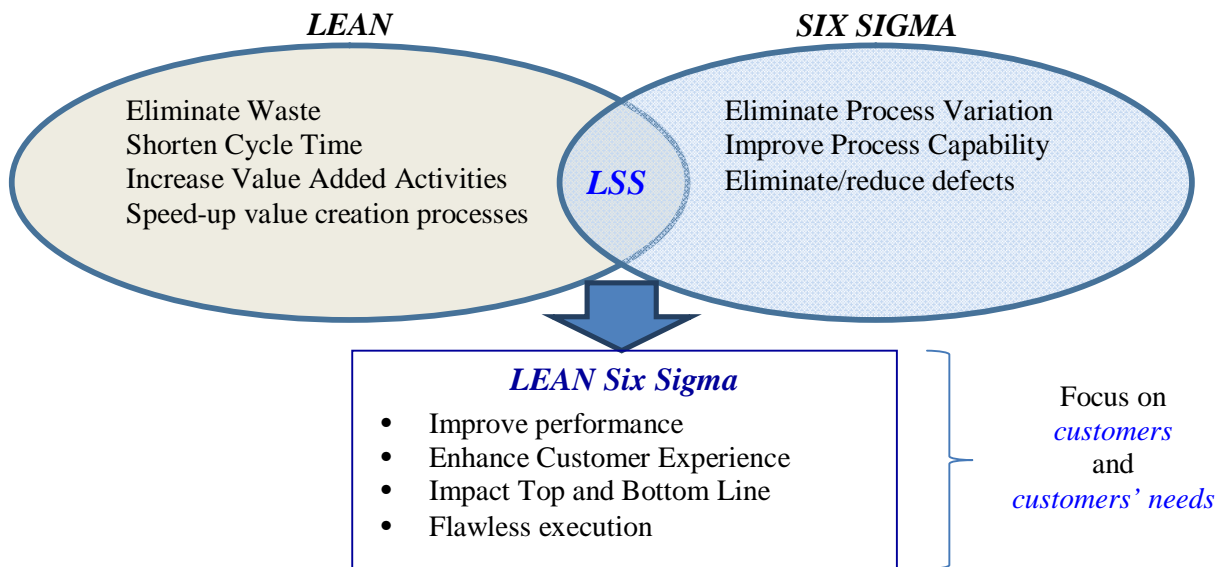 LEAN
SIX SIGMA
Eliminate Waste
Shorten Cycle Time
Increase Value Added Activities
Speed-up value creation processes
LSS
Eliminate Process Variation
Improve Process Capability
Eliminate/reduce defects
LEAN Six Sigma
• Improve performance
• Enhance Customer Experience
• Impact Top and Bottom Line
• Flawless execution
Focus on
customers
and
customers’ needs